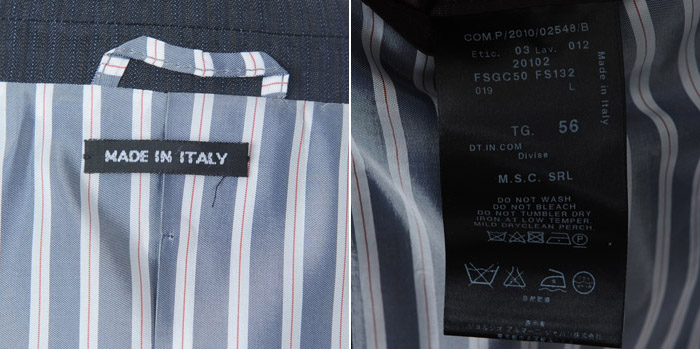 MADE IN ITALY
COM.P/2010/02548/B
Etic. 03 Lav. 012
20102
FSGC50 FS132
019 L
Made in Italy
TG. 56
DT.IN.COM
Divise
M.S.C. SRL
DO NOT WASH
DO NOT BLEACH
DO NOT TUMBLER DRY
IRON AT LOW TEMPER.
MILD DRYCLEAN PERCH.